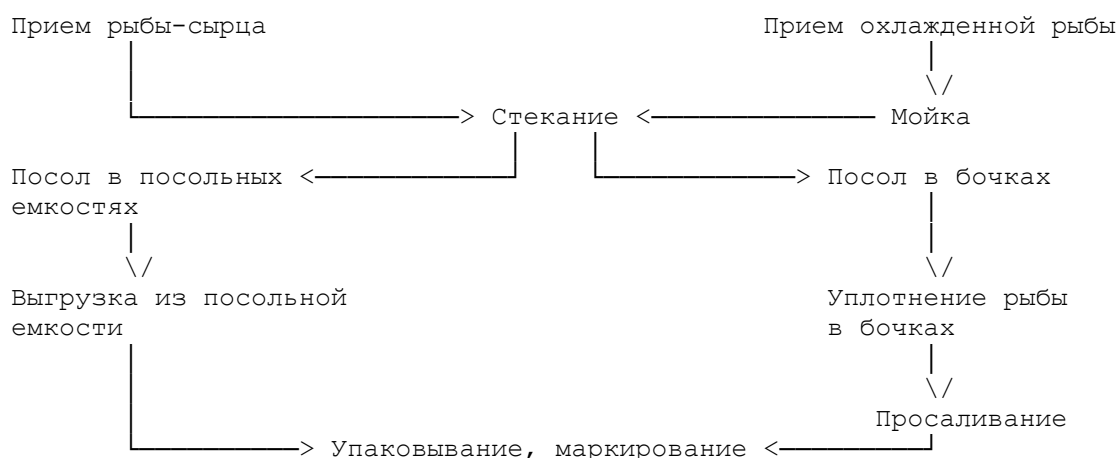 Прием рыбы-сырца
Прием охлажденной рыбы
Стекание
Мойка
Посол в посольных
емкостях
Посол в бочках
Выгрузка из посольной
емкости
Уплотнение рыбы
в бочках
Просаливание
Упаковывание, маркирование